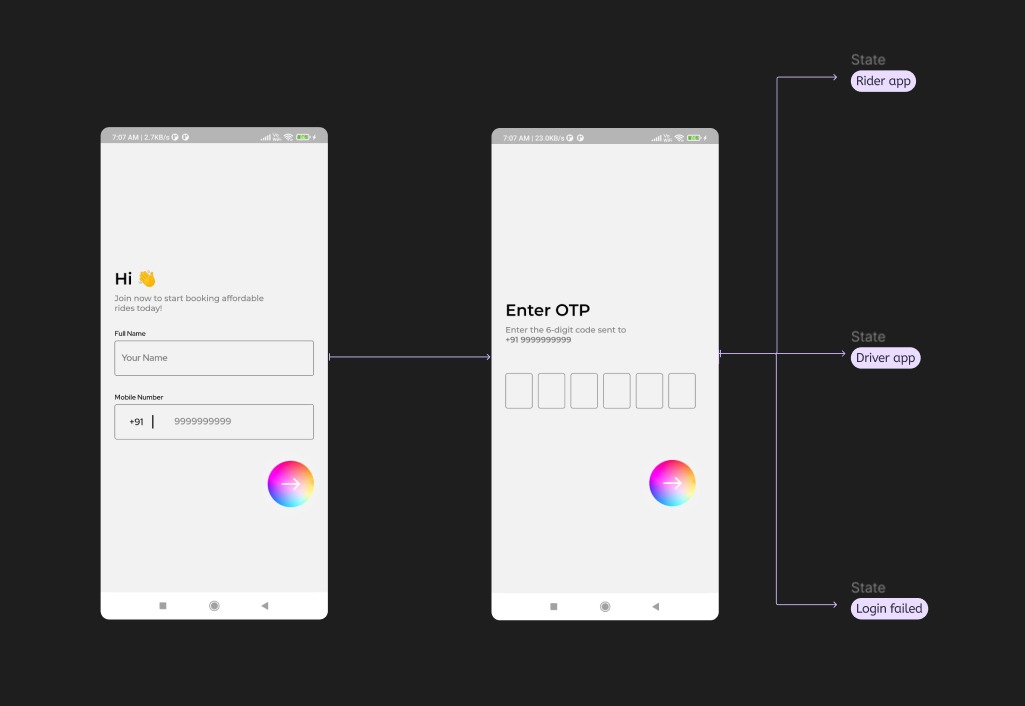 7:07 AM | 2.7KB/s
Hi 👋
Join now to start booking affordable
rides today!
Full Name
Your Name
Mobile Number
+91 9999999999
7:07 AM | 23.0KB/s
Enter OTP
Enter the 6-digit code sent to
+91 9999999999
State
Rider app
State
Driver app
State
Login failed